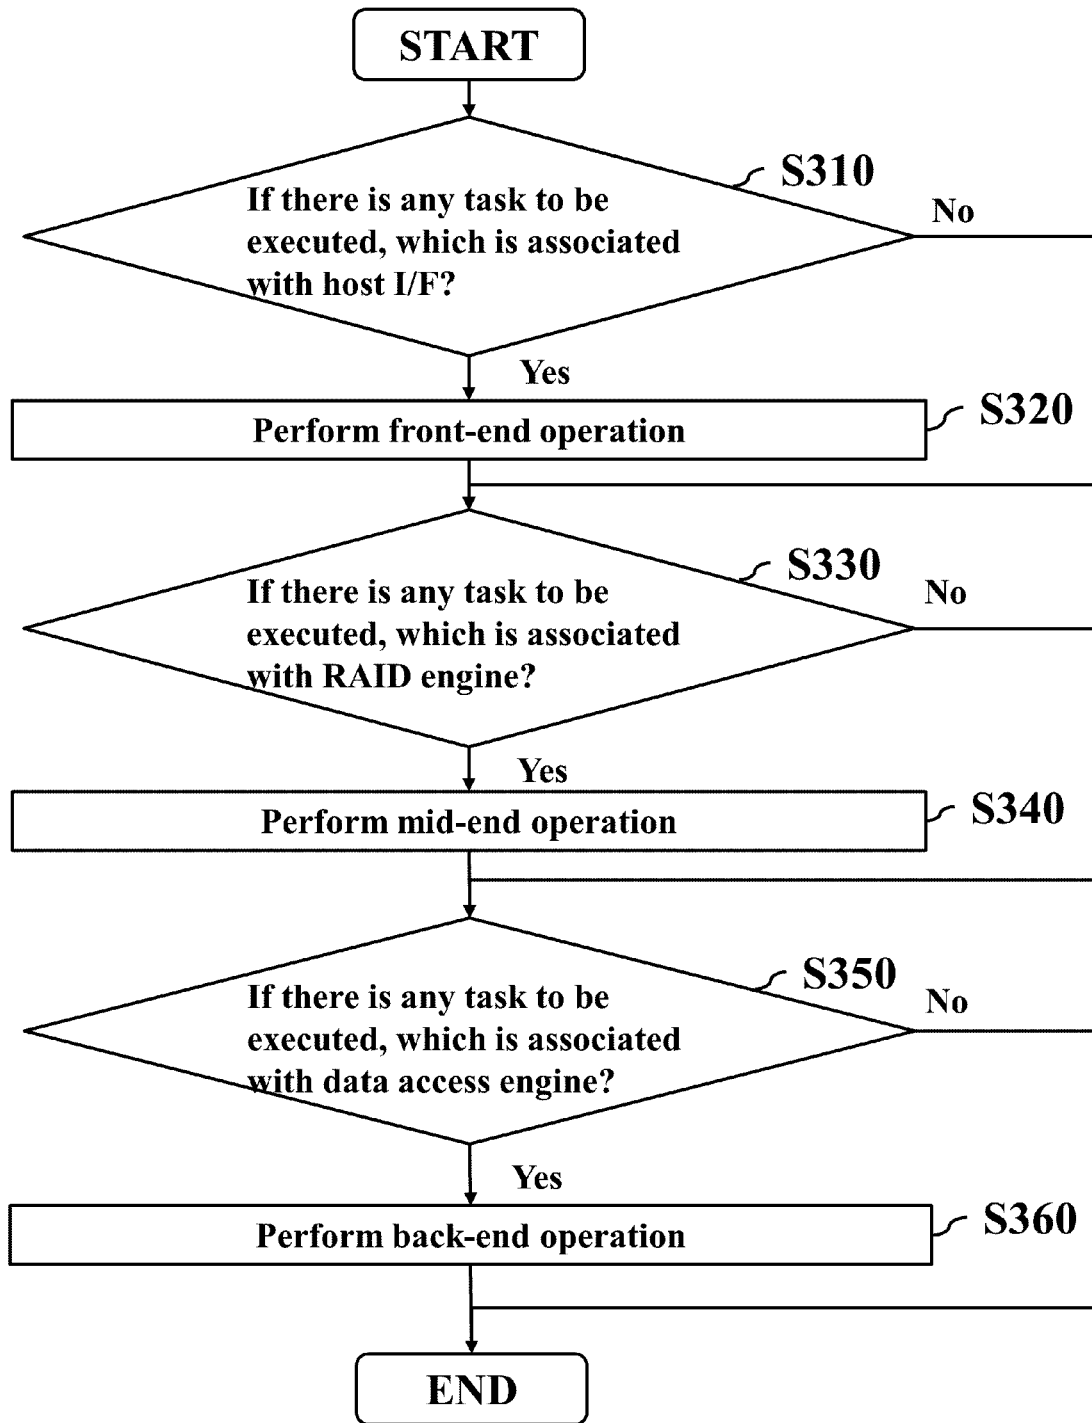 START
S310
If there is any task to be
executed, which is associated
with host I/F?
No
Yes
S320
Perform front-end operation
S330
If there is any task to be
executed, which is associated
with RAID engine?
No
Yes
S340
Perform mid-end operation
S350
If there is any task to be
executed, which is associated
with data access engine?
No
Yes
S360
Perform back-end operation
END